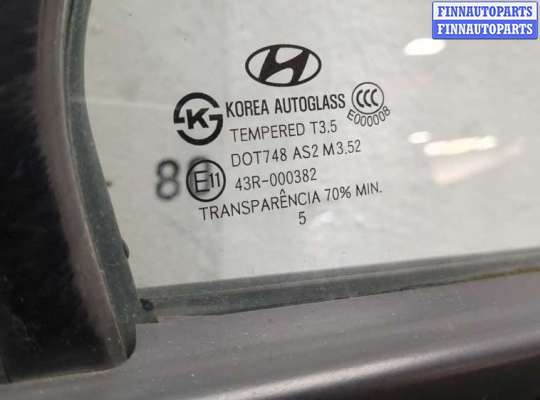 FINNAUTOPARTS
FINNAUTOPARTS
KS
KOREA AUTOGLASS
CCC
E000008
TEMPERED T3.5
DOT748 AS2 M3.52
E11
43R-000382
TRANSPARÊNCIA 70% MIN.
5